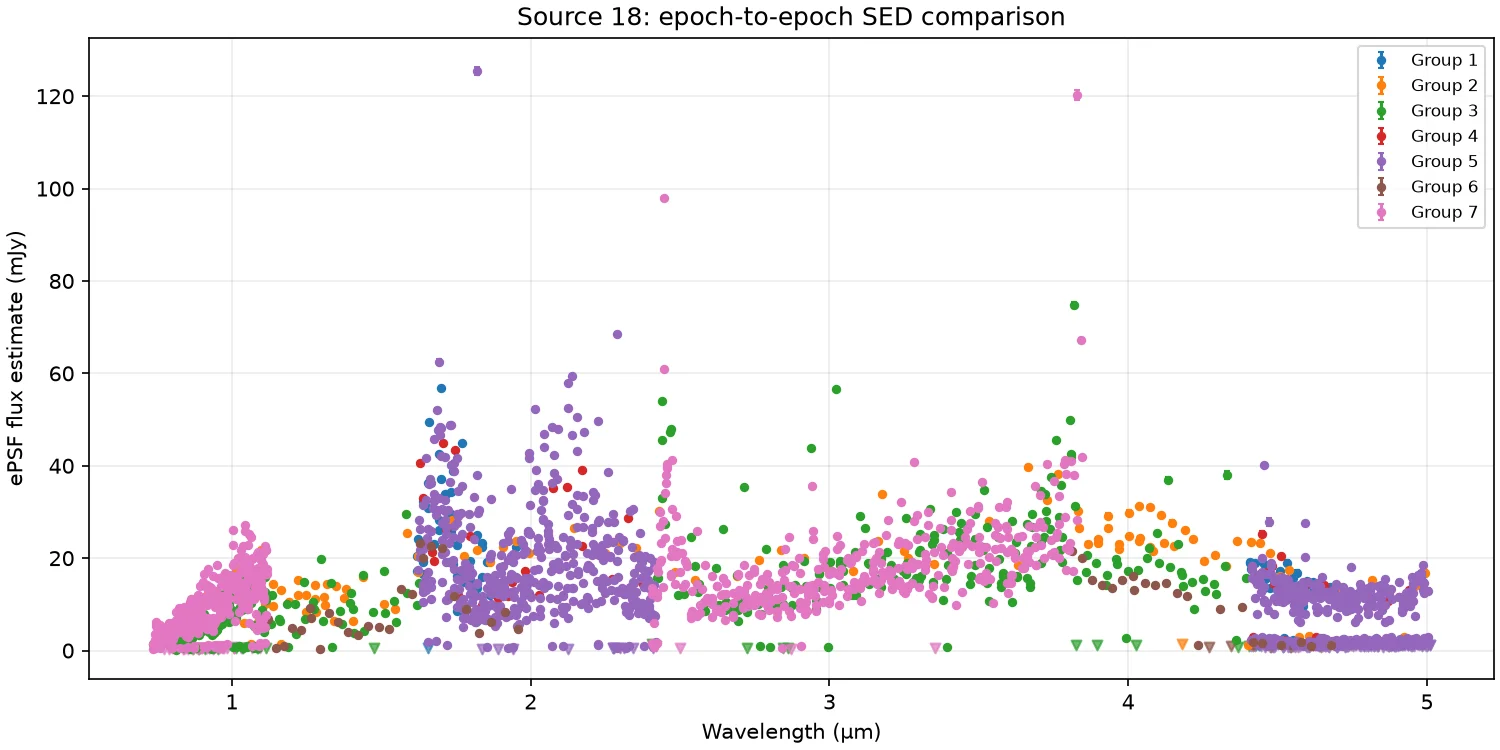 Source 18: epoch-to-epoch SED comparison
ePSF flux estimate (mJy)
120
100
80
60
40
20
0
1
2
3
4
5
Wavelength (μm)
Group 1
Group 2
Group 3
Group 4
Group 5
Group 6
Group 7